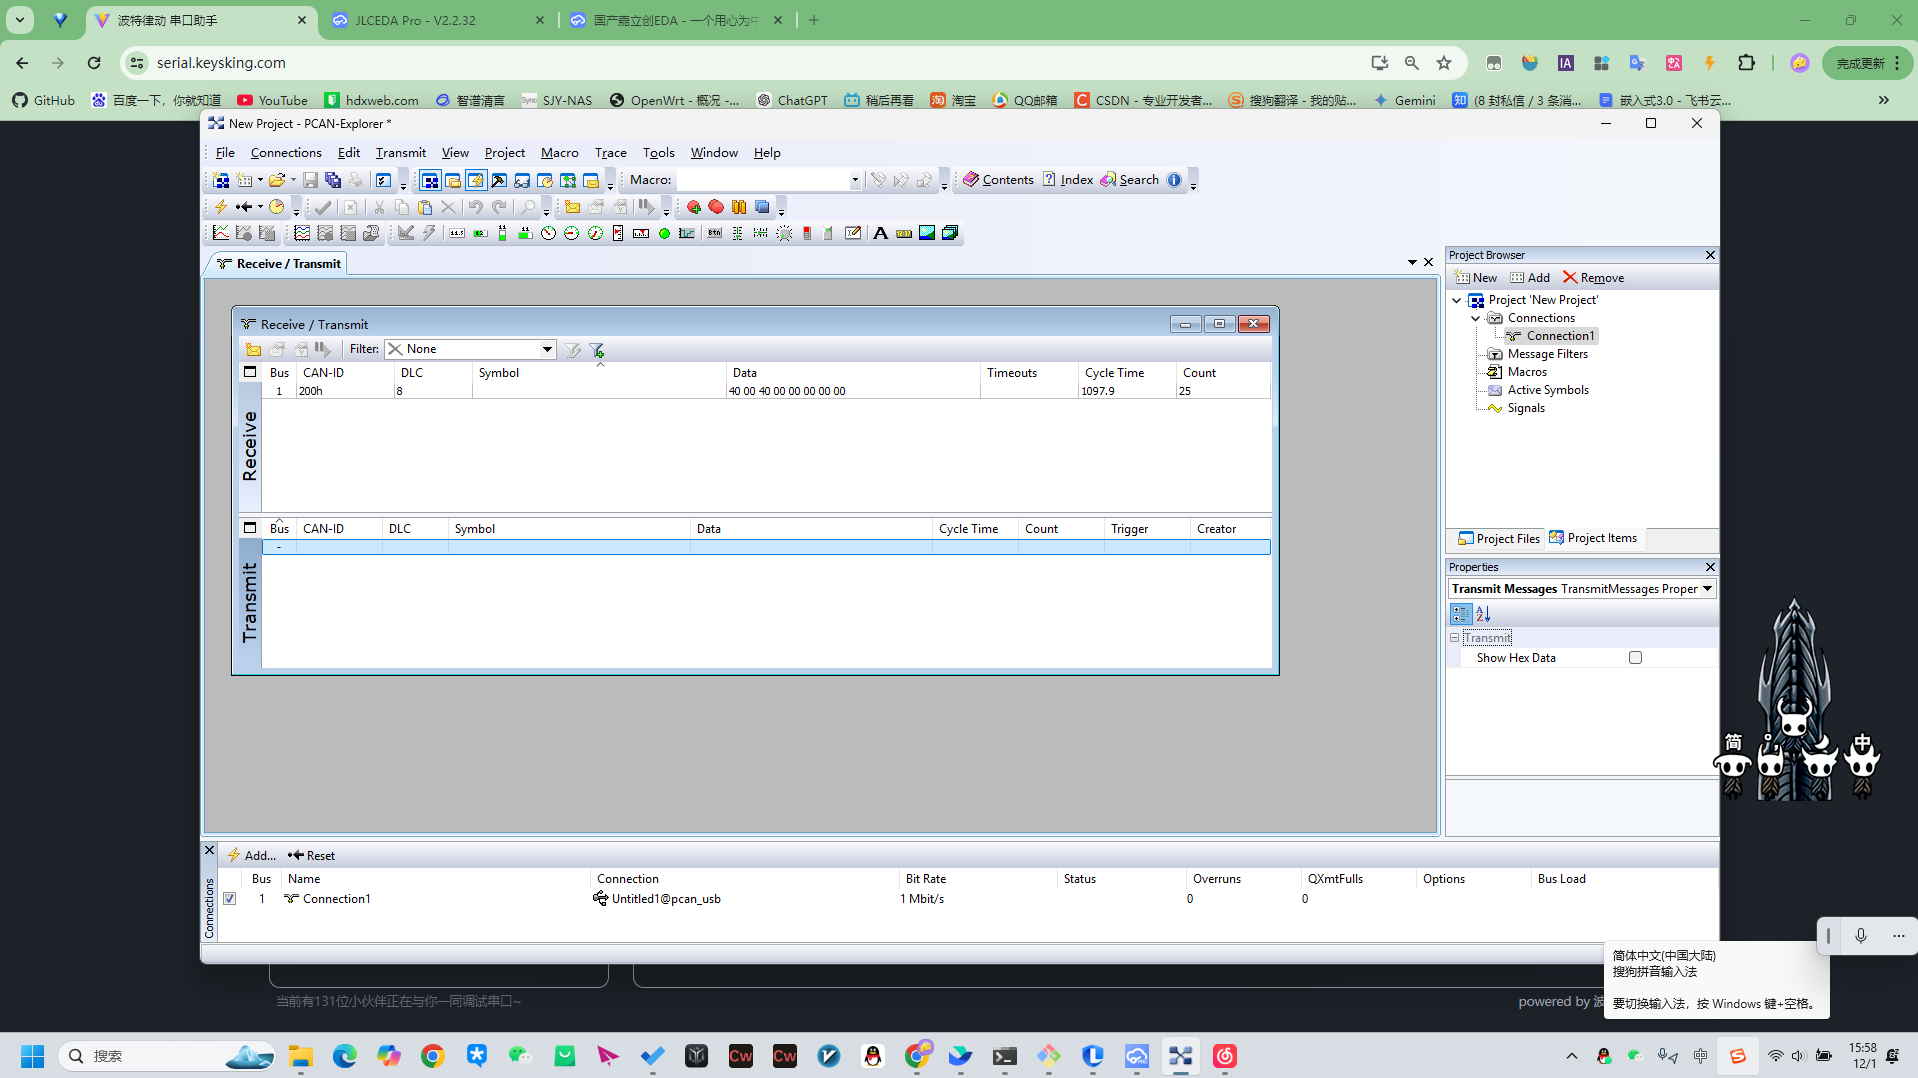 波特律动 串口助手
JLCEDA Pro - V2.2.32
国产嘉立创EDA - 一个用心为中
serial.keysking.com
完成更新
GitHub
百度一下，你就知道
YouTube
hdxweb.com
智谱清言
SJY-NAS
OpenWrt - 概况 -...
ChatGPT
稍后再看
淘宝
QQ邮箱
CSDN - 专业开发者...
搜狗翻译 - 我的贴...
Gemini
(8 封私信 / 3 条消...
嵌入式3.0 - 飞书云...
New Project - PCAN-Explorer *
File Connections Edit Transmit View Project Macro Trace Tools Window Help
Macro:
Contents Index Search
Receive / Transmit
Receive / Transmit
Filter: None
Bus CAN-ID DLC Symbol Data Timeouts Cycle Time Count
1 200h 8 40 00 40 00 00 00 00 00 1097.9 25
Receive
Bus CAN-ID DLC Symbol Data Cycle Time Count Trigger Creator
-
Transmit
Project Browser
New Add Remove
Project 'New Project'
Connections
Connection1
Message Filters
Macros
Active Symbols
Signals
Project Files Project Items
Properties
Transmit Messages TransmitMessages Proper
Transmit
Show Hex Data
简 中
Connections
Add... Reset
Bus Name Connection Bit Rate Status Overruns QXmtFulls Options Bus Load
1 Connection1 Untitled1@pcan_usb 1 Mbit/s 0 0
当前有131位小伙伴正在与你一同调试串口~
powered by 波
简体中文(中国大陆)
搜狗拼音输入法
要切换输入法，按 Windows 键+空格。
搜索
中
15:58
12/1